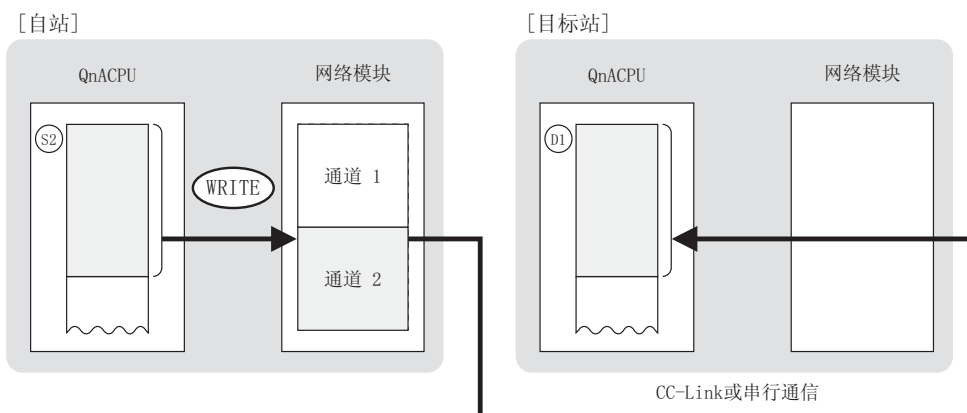 [自站]
QnACPU
网络模块
S2
WRITE
通道 1
通道 2
[目标站]
QnACPU
网络模块
D1
CC-Link或串行通信